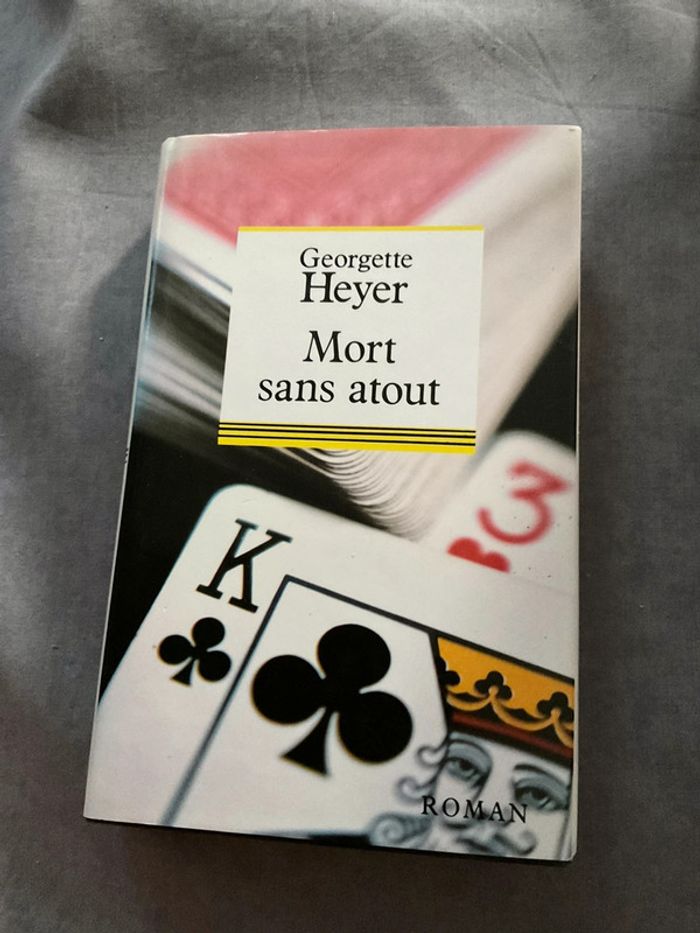 Georgette
Heyer
Mort
sans atout
3
K
ROMAN